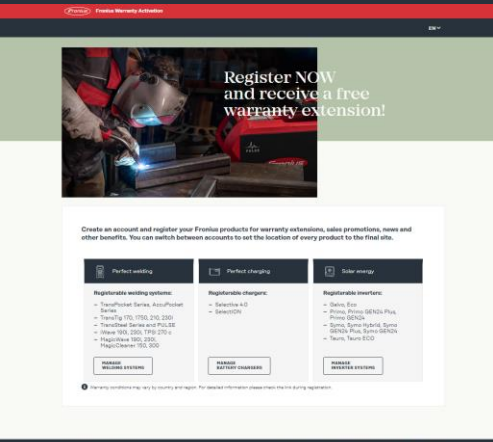 Fronius Fronius Warranty Activation
EN
Register NOW
and receive a free
warranty extension!
Create an account and register your Fronius products for warranty extensions, sales promotions, news and
other benefits. You can switch between accounts to set the location of every product to the final site.
Perfect welding
Perfect charging
Solar energy
Registerable welding systems:
– TransPocket Series, AccuPocket
Series
– TransTig 170, 1750, 210, 230i
– TransSteel Series and PULSE
– iWave 190i, 230i, TPS 270 c
– MagicWave 190i, 230i,
MagicCleaner 150, 300
MANAGE
WELDING SYSTEMS
Registerable chargers:
– Selectiva 4.0
– SelectION
MANAGE
BATTERY CHARGERS
Registerable inverters:
– Galvo, Eco
– Primo, Primo GEN24 Plus,
Primo GEN24
– Symo, Symo Hybrid, Symo
GEN24 Plus, Symo GEN24
– Tauro, Tauro ECO
MANAGE
INVERTER SYSTEMS
Warranty conditions may vary by country and region. For detailed information please check the link during registration.